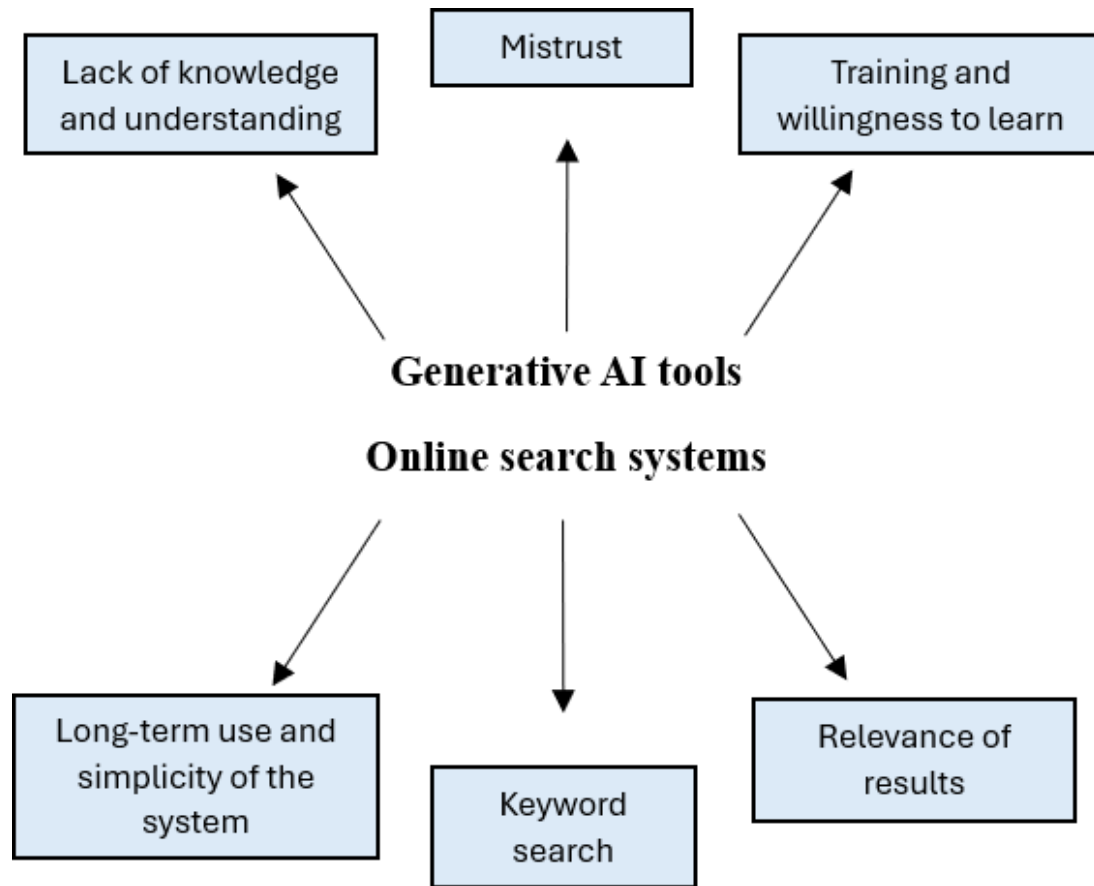 Lack of knowledge
and understanding
Mistrust
Training and
willingness to learn
Generative AI tools
Online search systems
Long-term use and
simplicity of the
system
Keyword
search
Relevance of
results